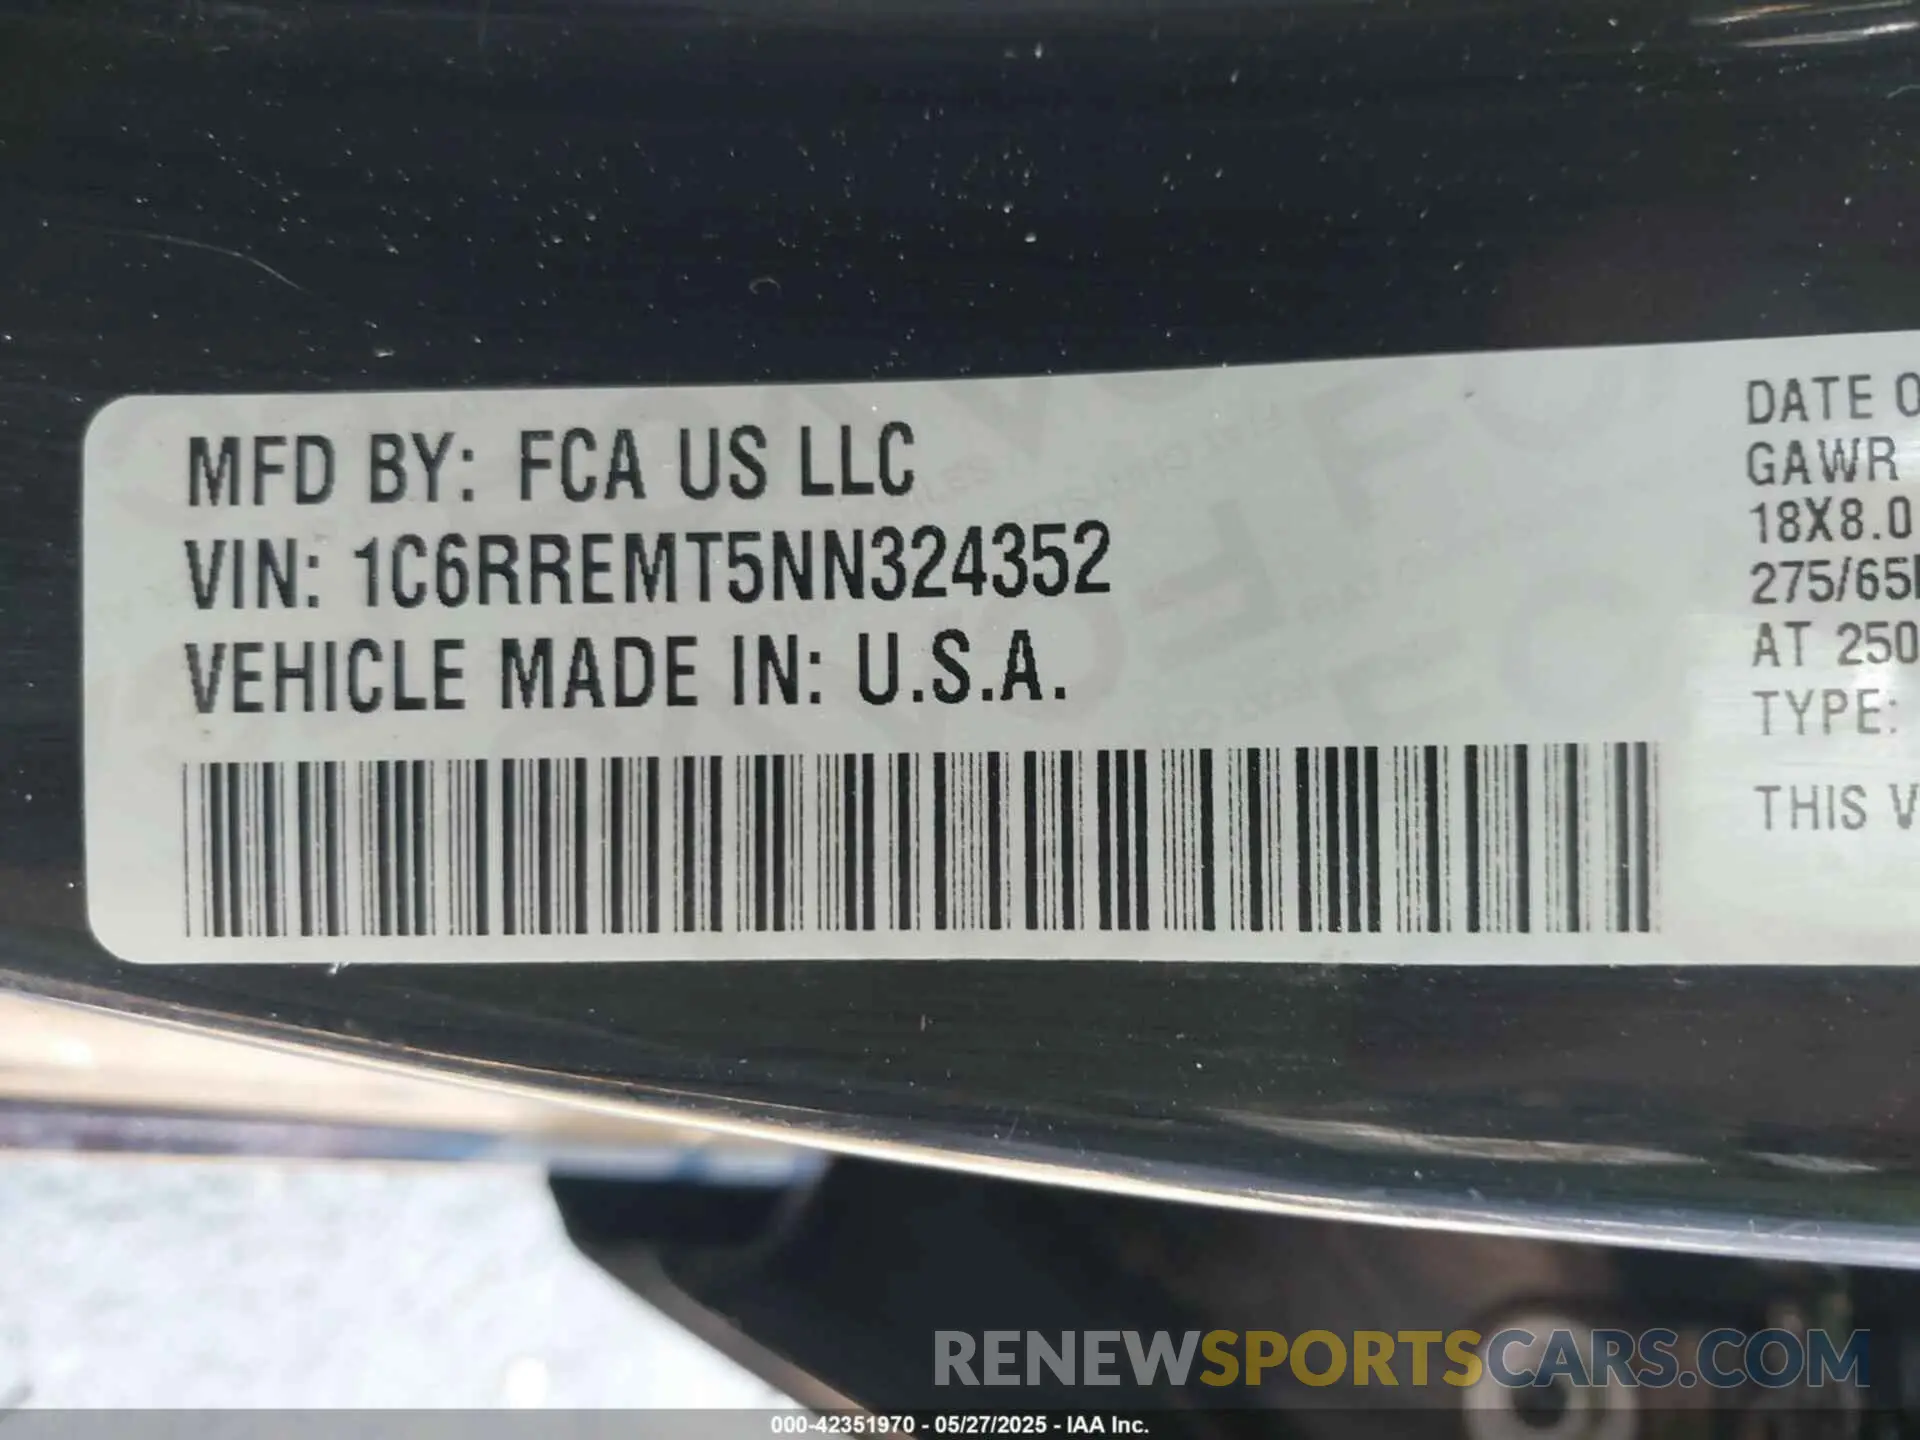 MFD BY: FCA US LLC
VIN: 1C6RREMT5NN324352
VEHICLE MADE IN: U.S.A.
DATE O
GAWR
18X8.0
275/65
AT 250
TYPE:
THIS V
RENEWSPORTSCARS.COM
000-42351970 - 05/27/2025 - IAA Inc.